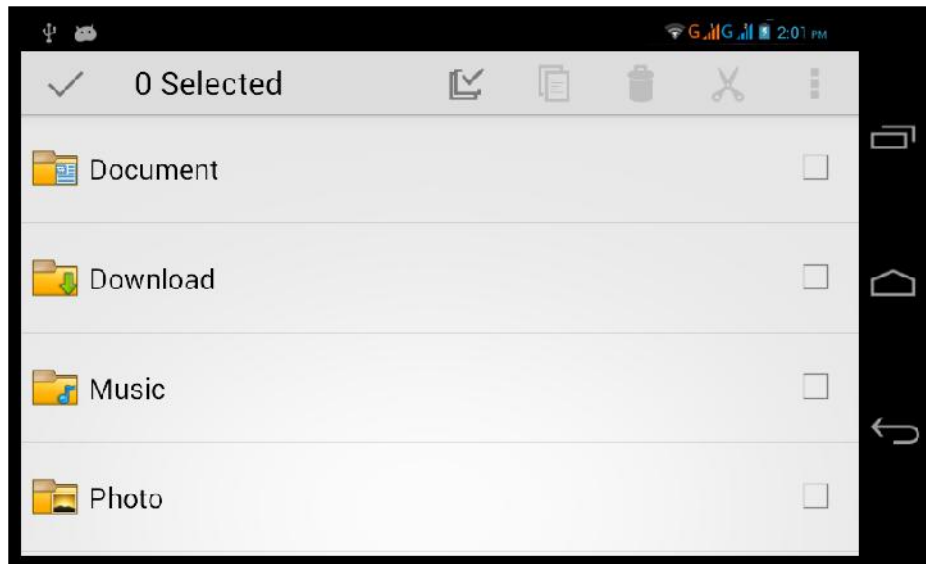 G G 2:01 PM
0 Selected
Document
Download
Music
Photo